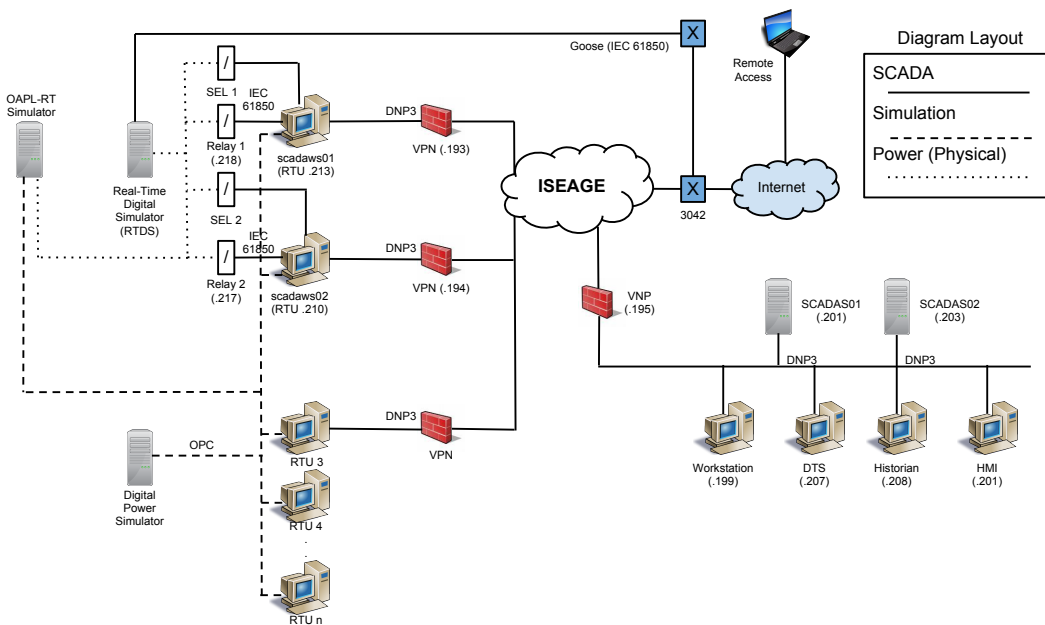 Goose (IEC 61850)
X
Remote
Access
Diagram Layout
SCADA
Simulation
Power (Physical)
OAPL-RT
Simulator
/
SEL 1
IEC
61850
/
Relay 1
(.218)
Real-Time
Digital
Simulator
(RTDS)
scadaws01
(RTU .213)
DNP3
VPN (.193)
/
SEL 2
IEC
61850
/
Relay 2
(.217)
scadaws02
(RTU .210)
DNP3
VPN (.194)
ISEAGE
X
3042
Internet
VNP
(.195)
SCADAS01
(.201)
SCADAS02
(.203)
DNP3
DNP3
Workstation
(.199)
DTS
(.207)
Historian
(.208)
HMI
(.201)
DNP3
VPN
RTU 3
OPC
Digital
Power
Simulator
RTU 4
.
.
RTU n